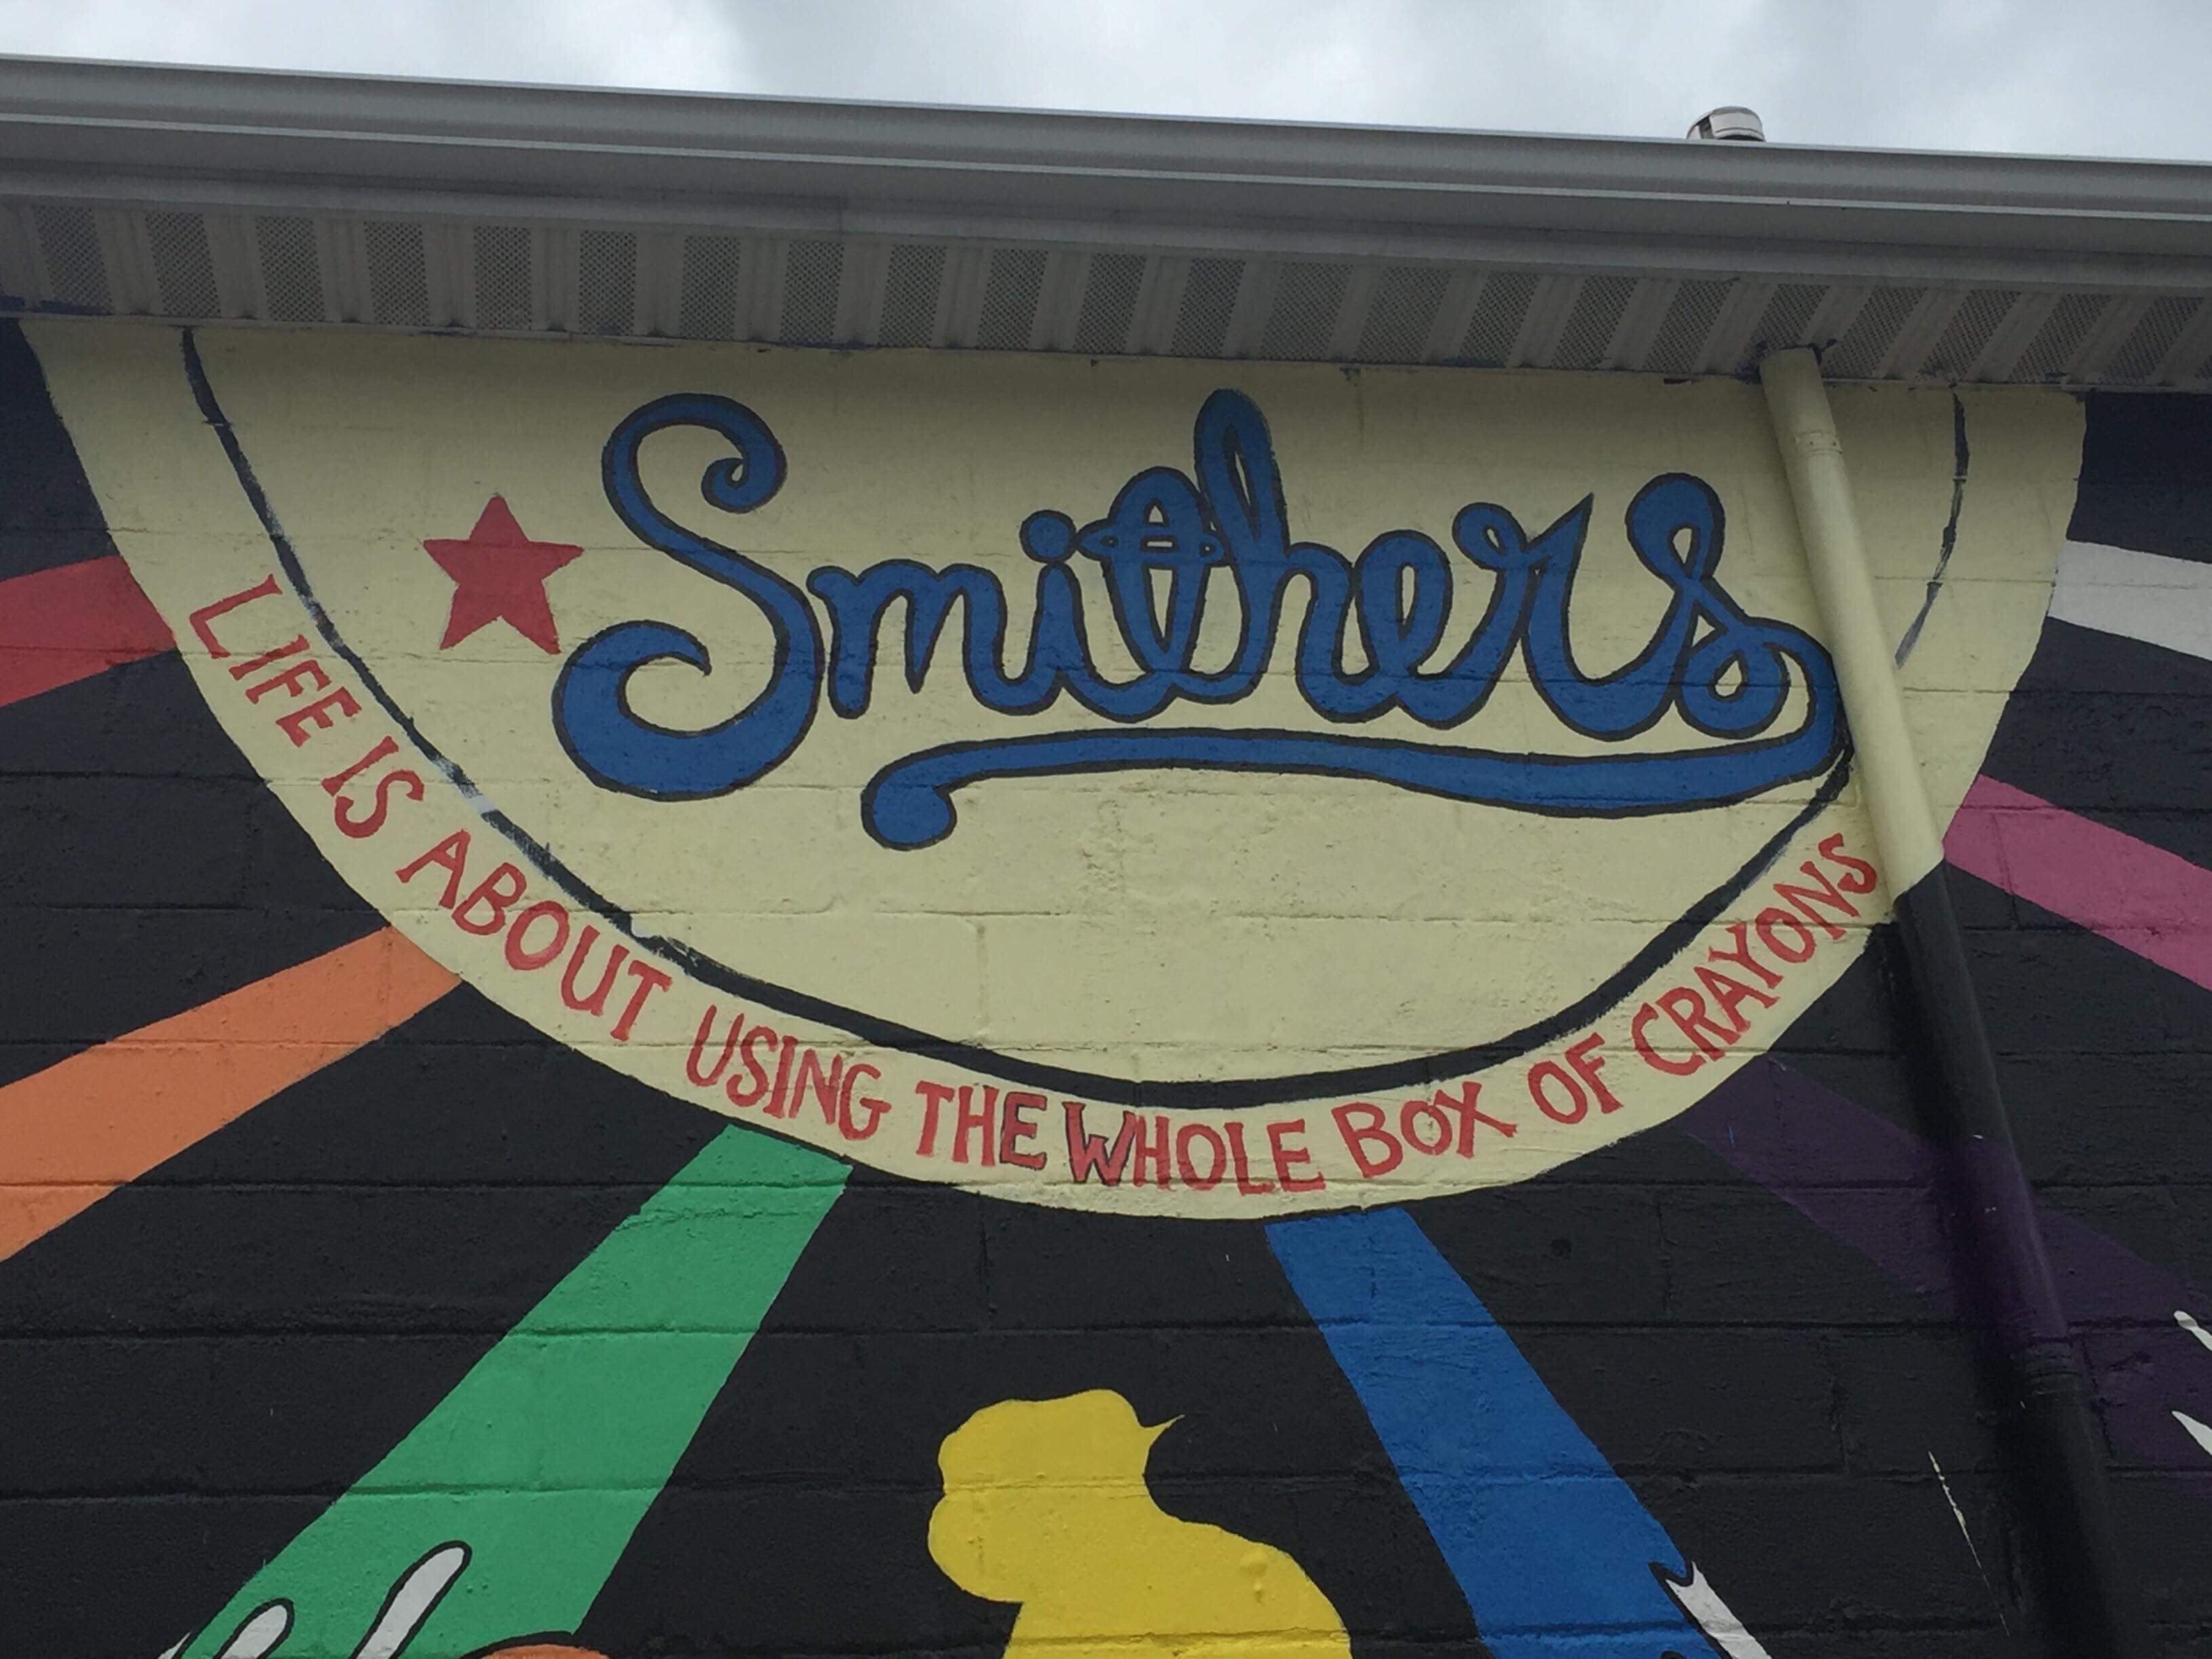 Smithers
LIFE IS ABOUT USING THE WHOLE BOX OF CRAYONS